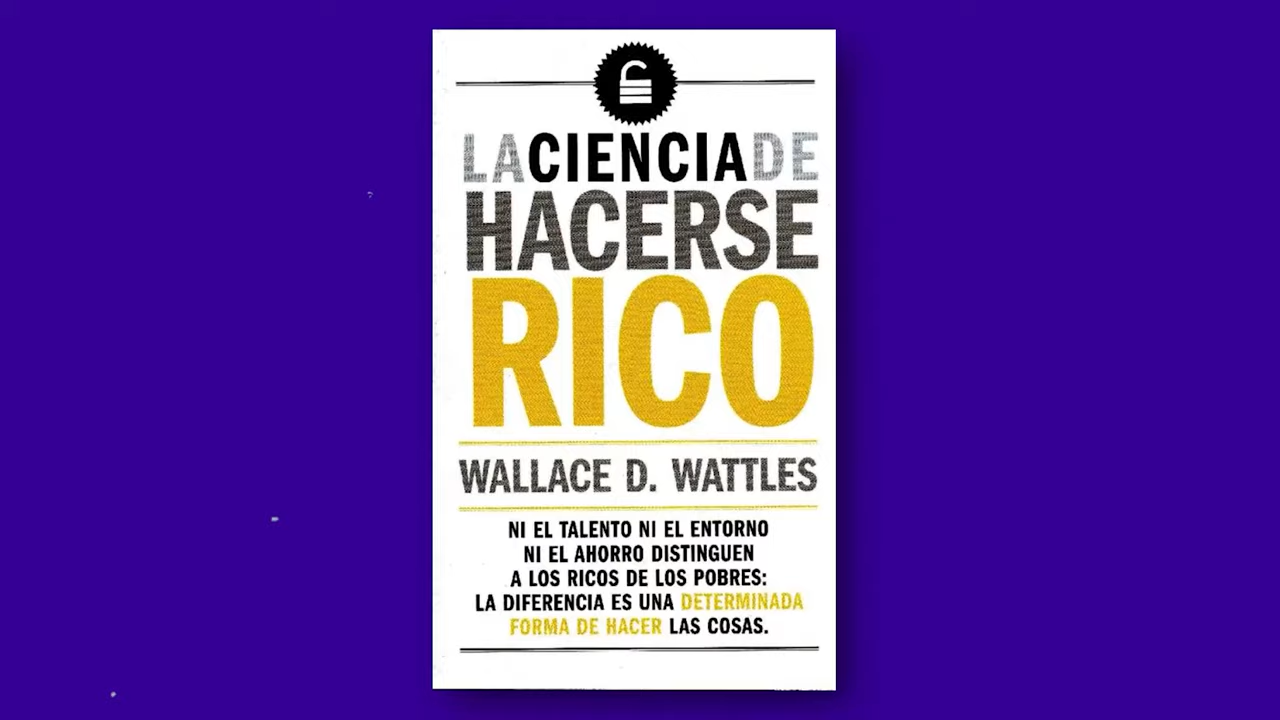 LA CIENCIA DE
HACERSE
RICO
WALLACE D. WATTLES
NI EL TALENTO NI EL ENTORNO
NI EL AHORRO DISTINGUEN
A LOS RICOS DE LOS POBRES:
LA DIFERENCIA ES UNA DETERMINADA
FORMA DE HACER LAS COSAS.